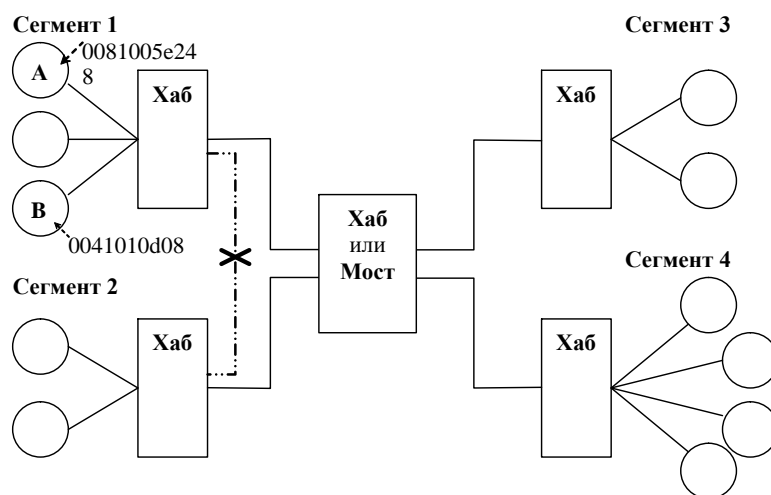 Сегмент 1
0081005e24
8
A
Хаб
B
0041010d08
Сегмент 2
Хаб
Хаб
или
Мост
Сегмент 3
Хаб
Сегмент 4
Хаб